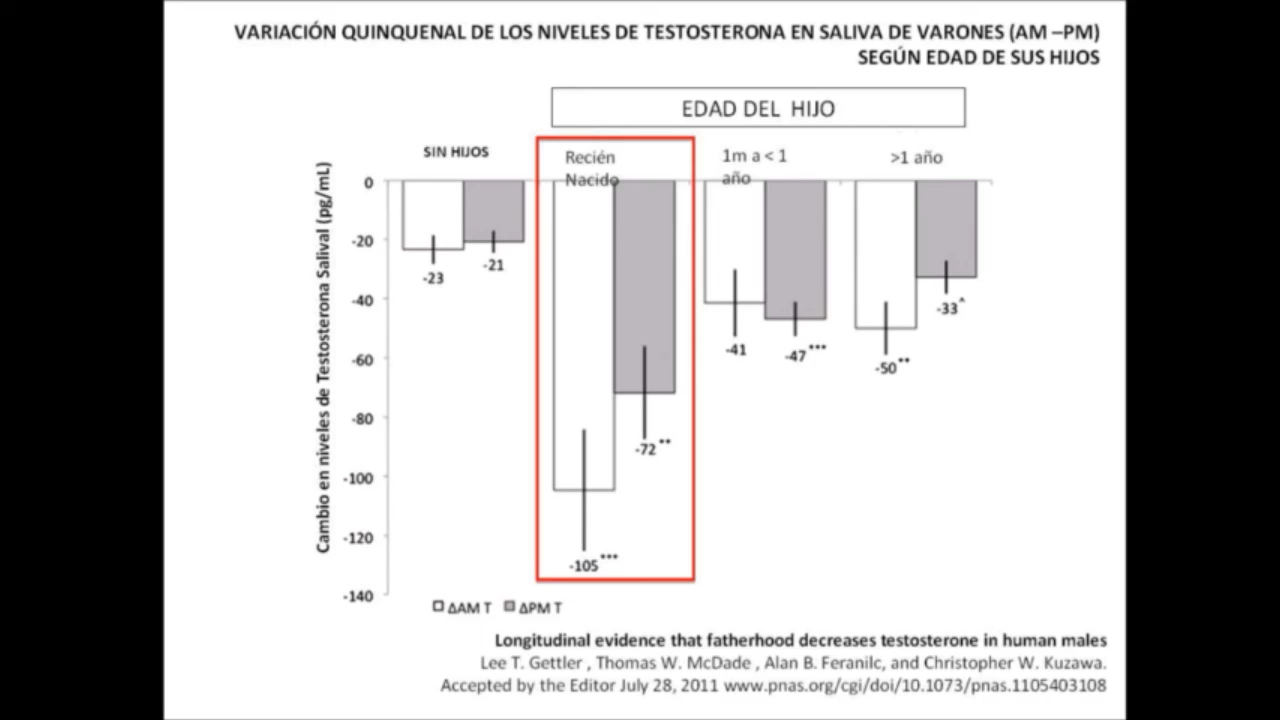 VARIACIÓN QUINQUENAL DE LOS NIVELES DE TESTOSTERONA EN SALIVA DE VARONES (AM –PM)
SEGÚN EDAD DE SUS HIJOS
EDAD DEL HIJO
SIN HIJOS
Recién
Nacido
1m a < 1
año
>1 año
Cambio en niveles de Testosterona Salival (pg/mL)
0
-20
-40
-60
-80
-100
-120
-140
-23
-21
-105***
-72**
-41
-47***
-50**
-33^
ΔAM T ΔPM T
Longitudinal evidence that fatherhood decreases testosterone in human males
Lee T. Gettler , Thomas W. McDade , Alan B. Feranilc, and Christopher W. Kuzawa.
Accepted by the Editor July 28, 2011 www.pnas.org/cgi/doi/10.1073/pnas.1105403108